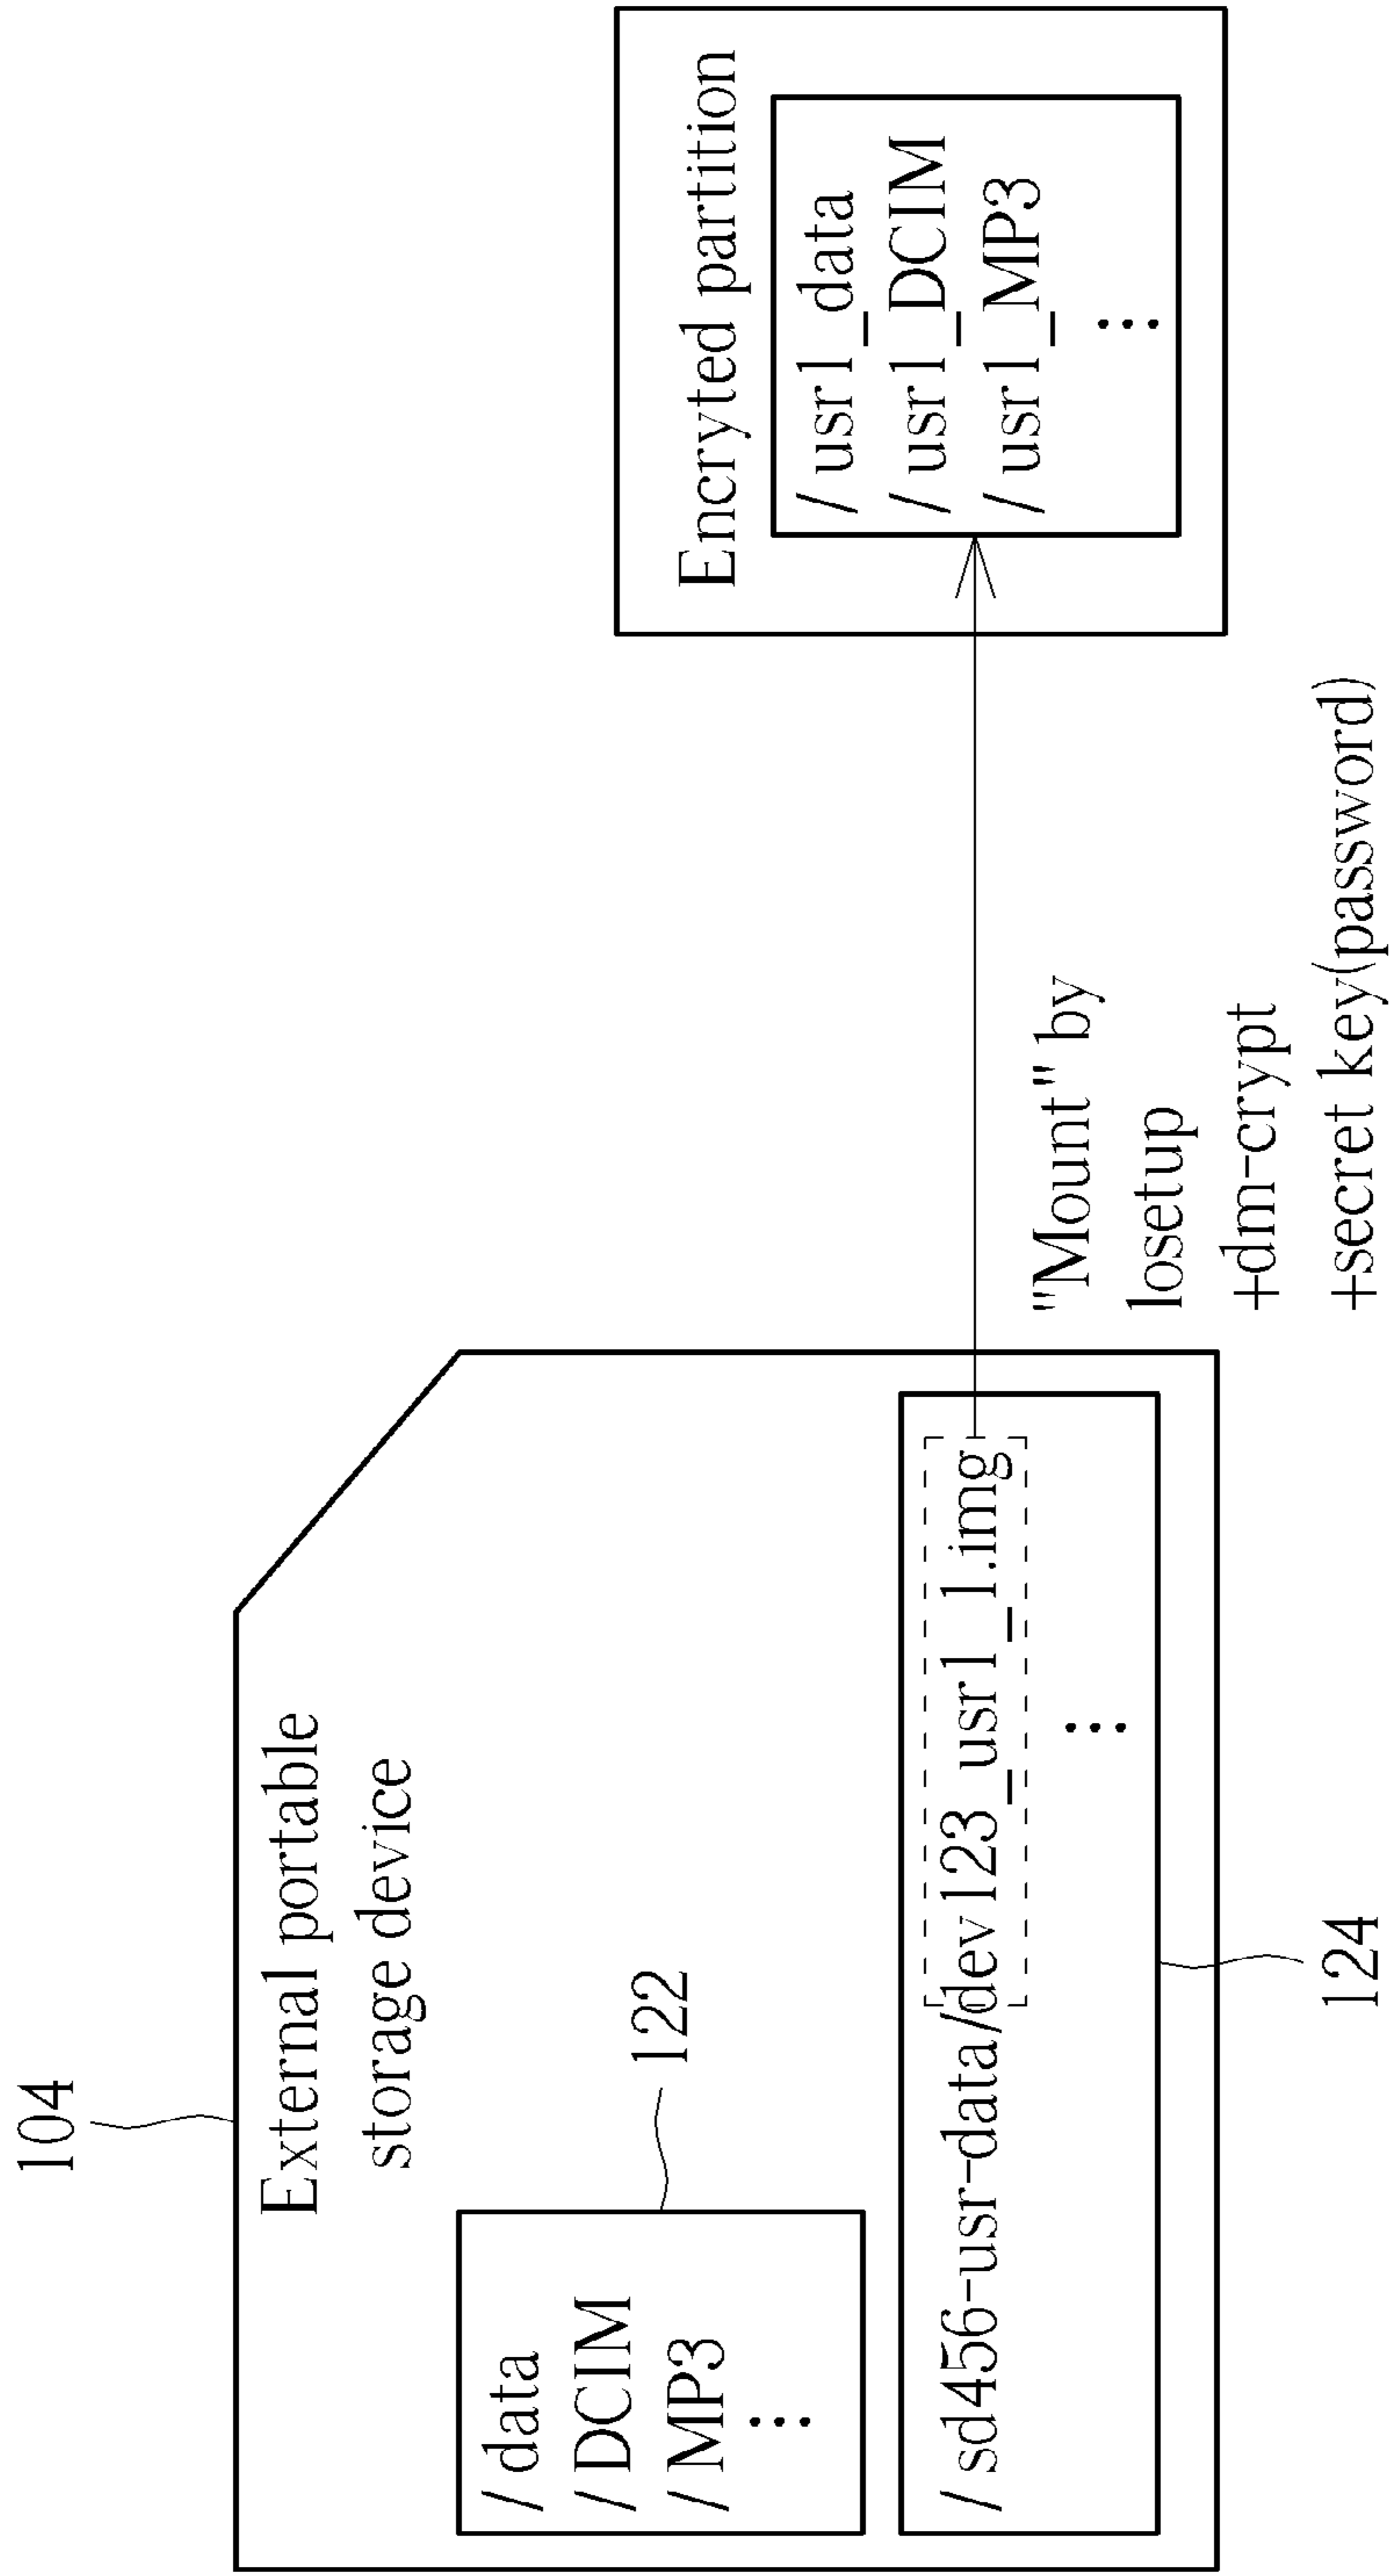 104
External portable
storage device
/data
/DCIM
/MP3
⋮
122
/sd456-usr-data/dev123_usr1_1.img
⋮
124
"Mount" by
losetup
+dm-crypt
+secret key(password)
Encryted partition
/usr1_data
/usr1_DCIM
/usr1_MP3
⋮